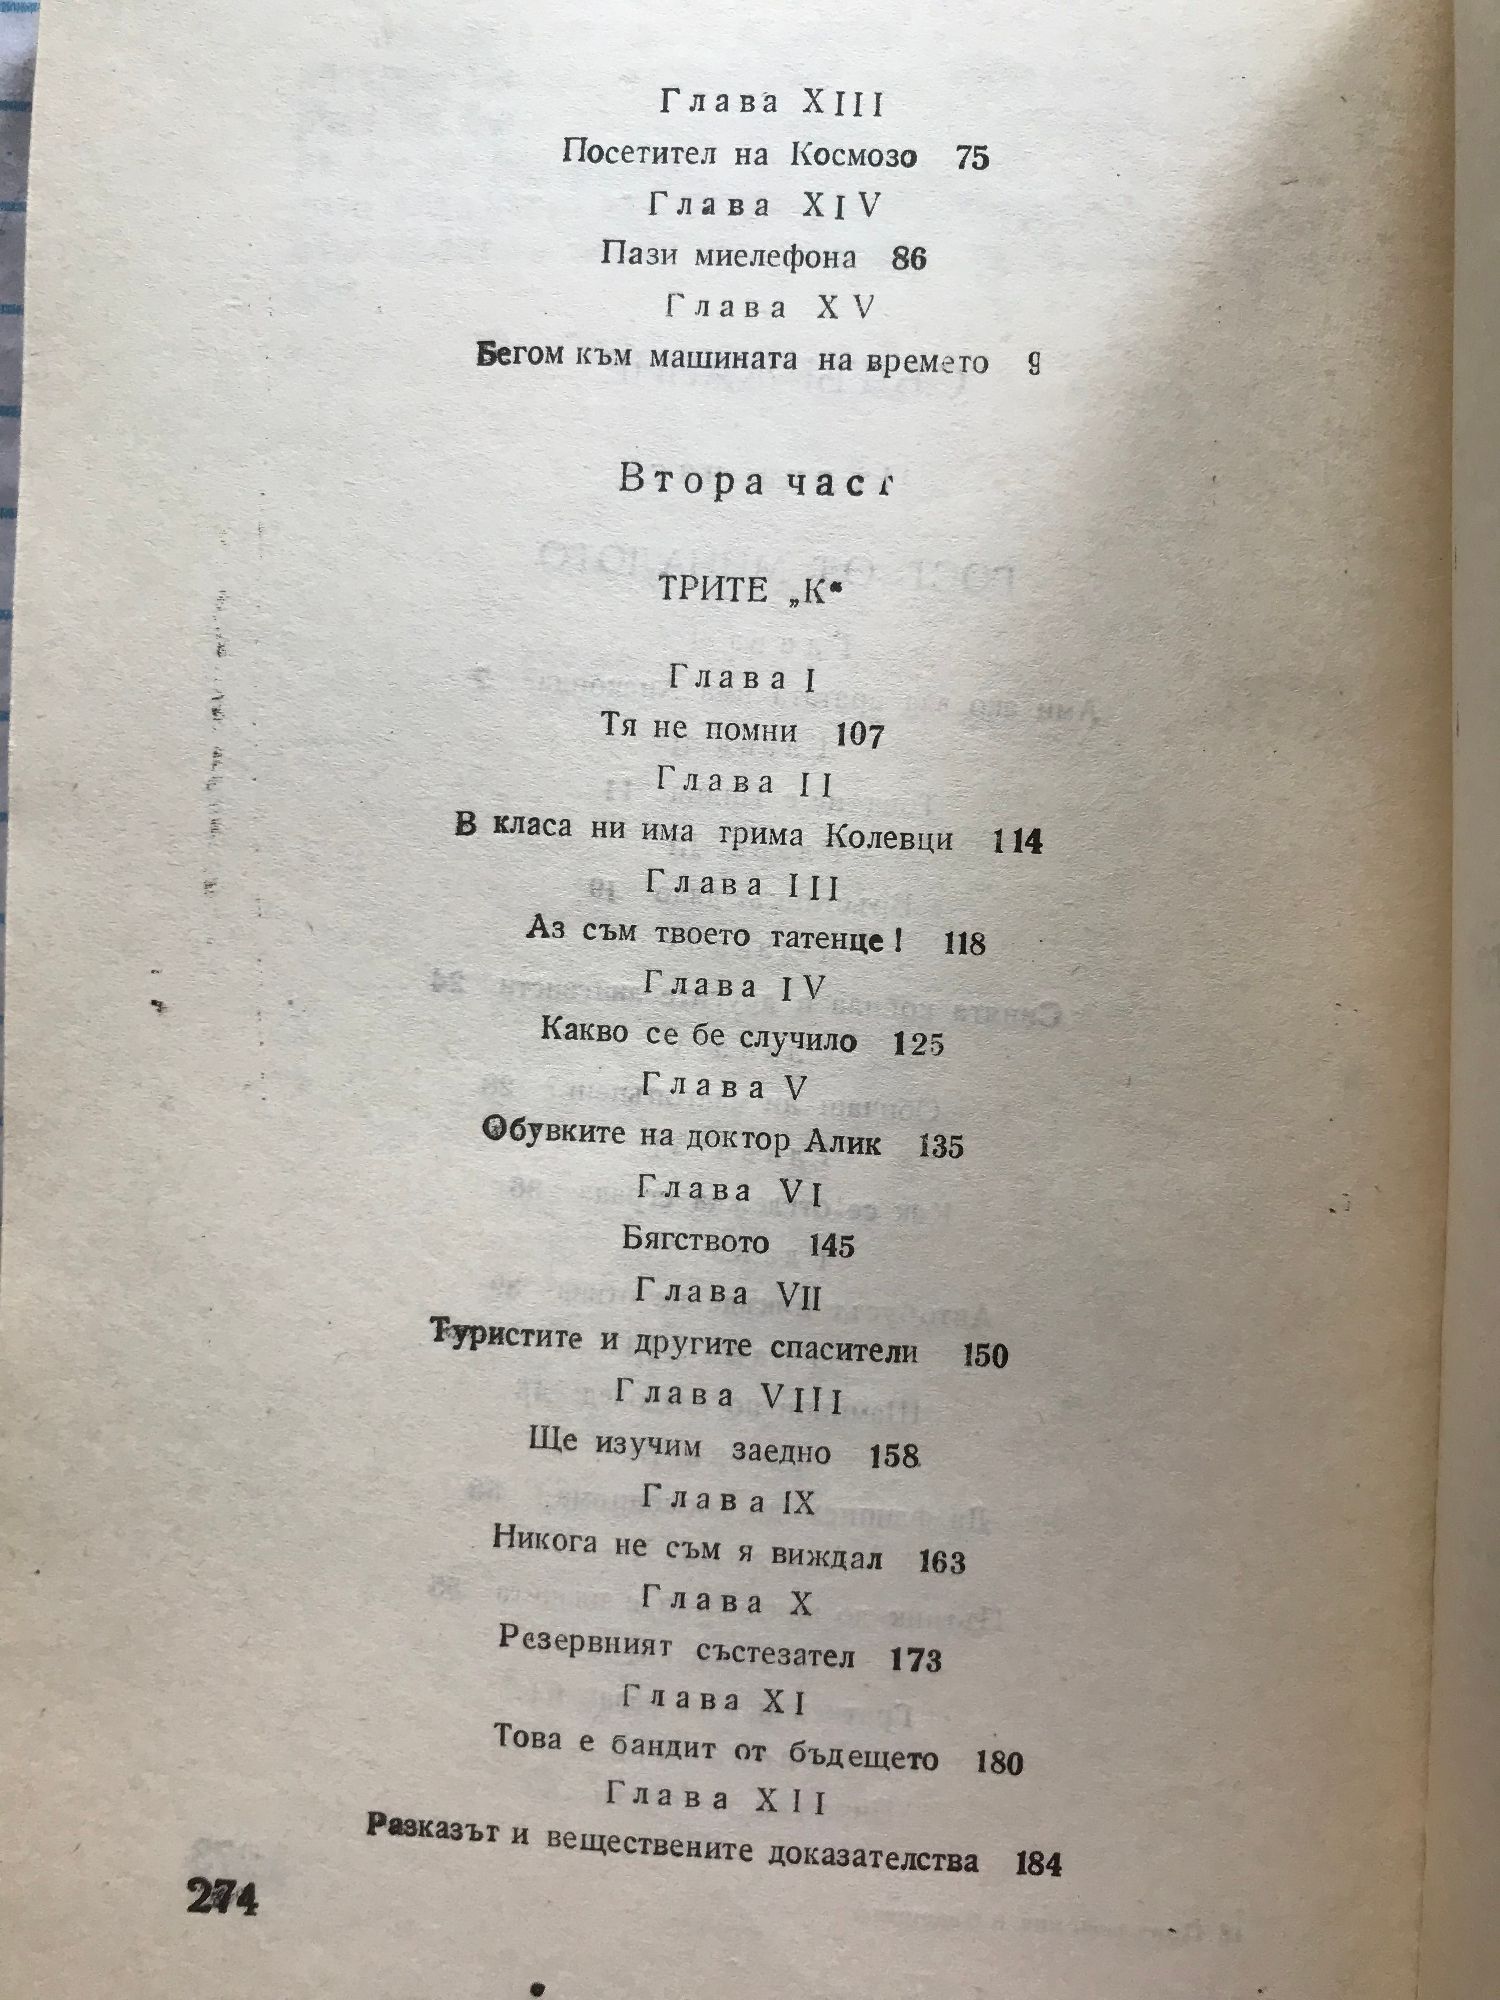 Глава XIII
Посетител на Космозо 75
Глава XIV
Пази миелефона 86
Глава XV
Бегом към машината на времето 9
Втора част
ТРИТЕ „К“
Глава I
Тя не помни 107
Глава II
В класа ни има трима Колевци 114
Глава III
Аз съм твоето татенце! 118
Глава IV
Какво се бе случило 125
Глава V
Обувките на доктор Алик 135
Глава VI
Бягството 145
Глава VII
Туристите и другите спасители 150
Глава VIII
Ще изучим заедно 158
Глава IX
Никога не съм я виждал 163
Глава X
Резервният състезател 173
Глава XI
Това е бандит от бъдещето 180
Глава XII
Разказът и веществените доказателства 184
274